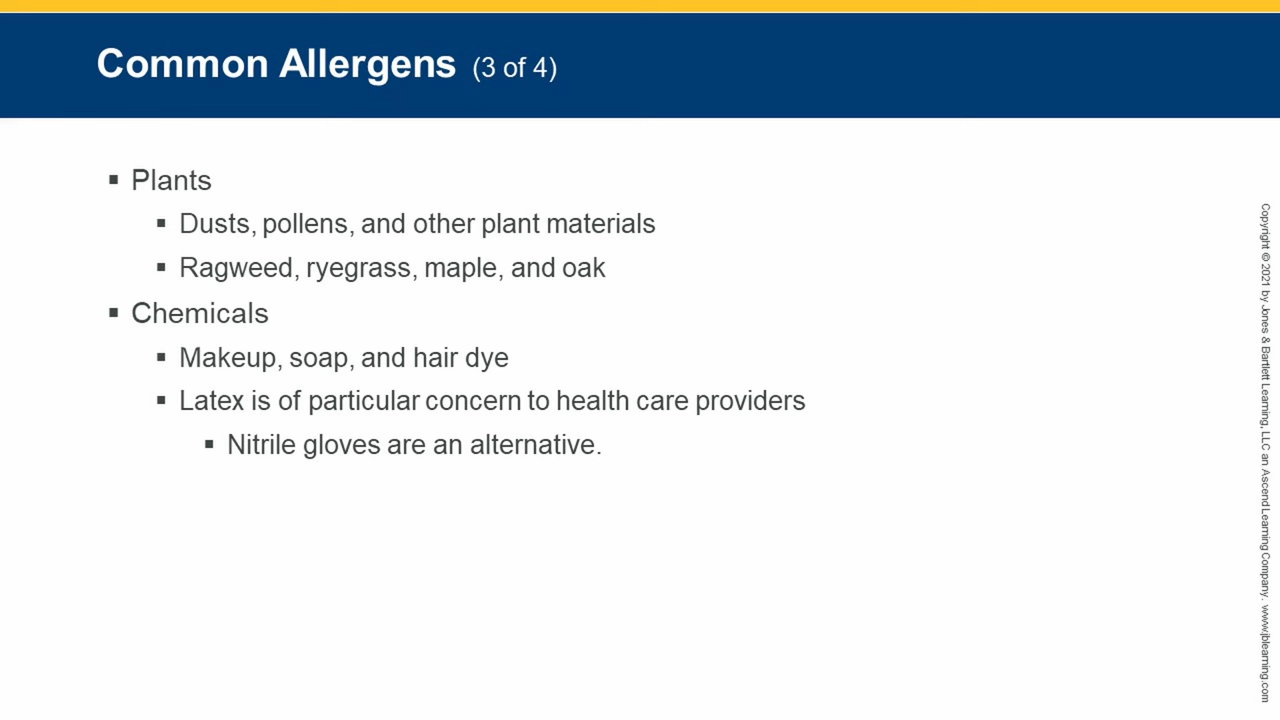 Common Allergens (3 of 4)
▪ Plants
▪ Dusts, pollens, and other plant materials
▪ Ragweed, ryegrass, maple, and oak
▪ Chemicals
▪ Makeup, soap, and hair dye
▪ Latex is of particular concern to health care providers
▪ Nitrile gloves are an alternative.
Copyright © 2021 by Jones & Bartlett Learning, LLC an Ascend Learning Company. www.jblearning.com